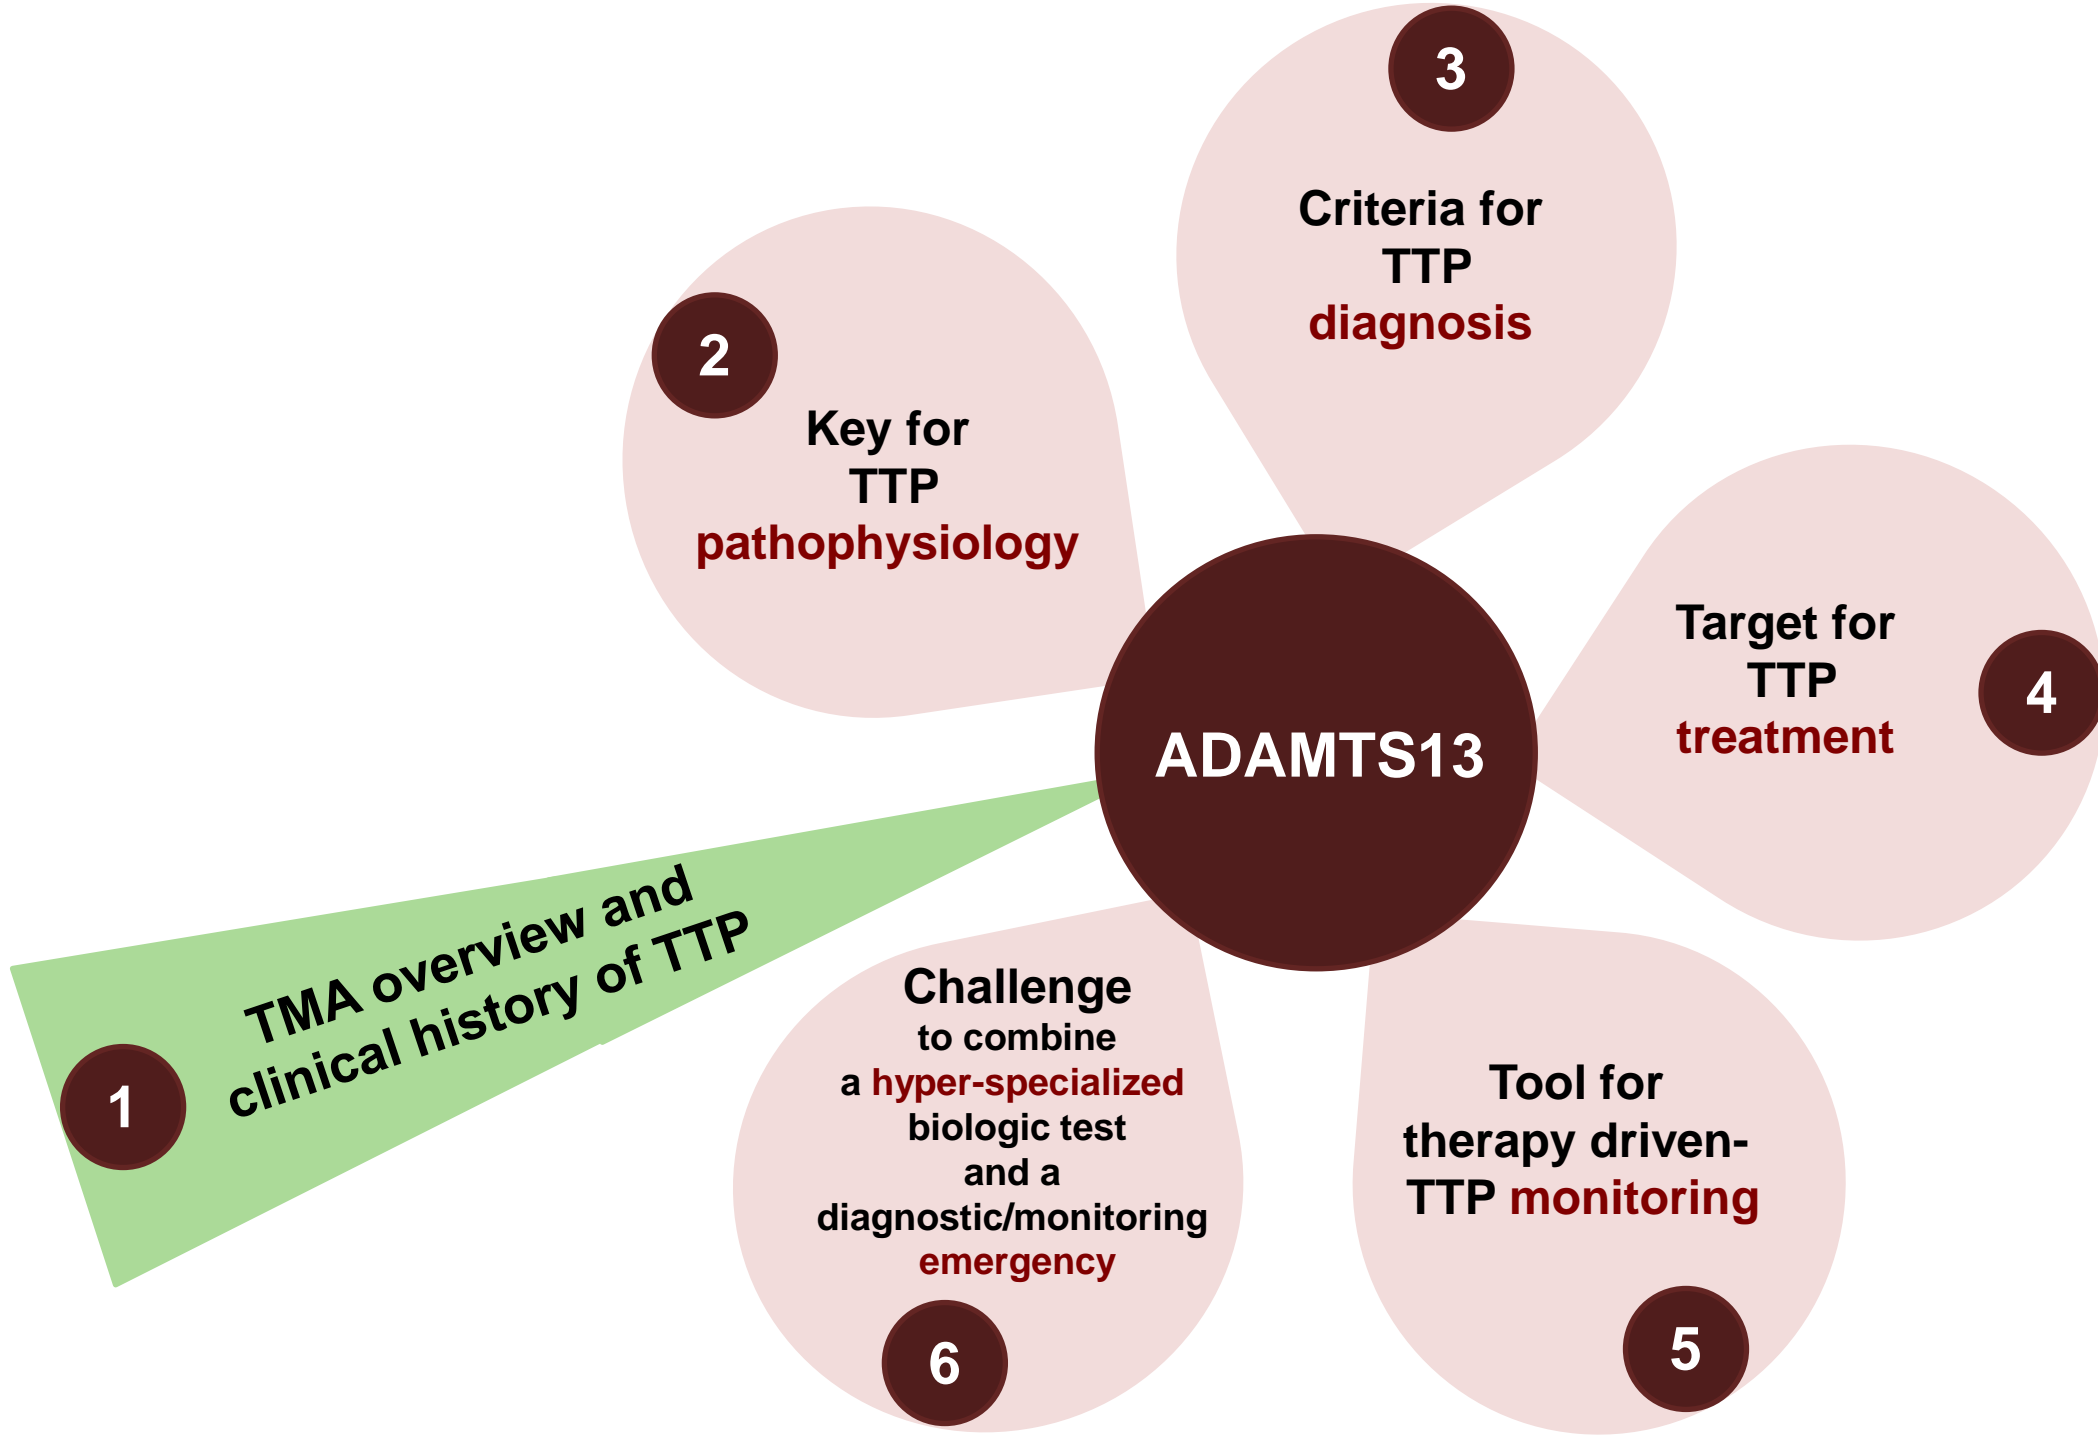 1
TMA overview and
clinical history of TTP
2
Key for
TTP
pathophysiology
3
Criteria for
TTP
diagnosis
4
Target for
TTP
treatment
5
Tool for
therapy driven-
TTP monitoring
6
Challenge
to combine
a hyper-specialized
biologic test
and a
diagnostic/monitoring
emergency
ADAMTS13